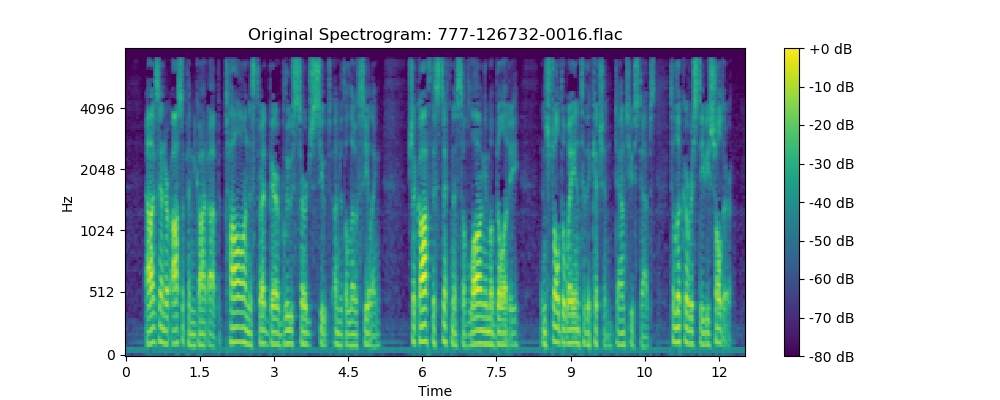 Original Spectrogram: 777-126732-0016.flac
Hz
4096
2048
1024
512
0
0 1.5 3 4.5 6 7.5 9 10 12
Time
+0 dB
-10 dB
-20 dB
-30 dB
-40 dB
-50 dB
-60 dB
-70 dB
-80 dB